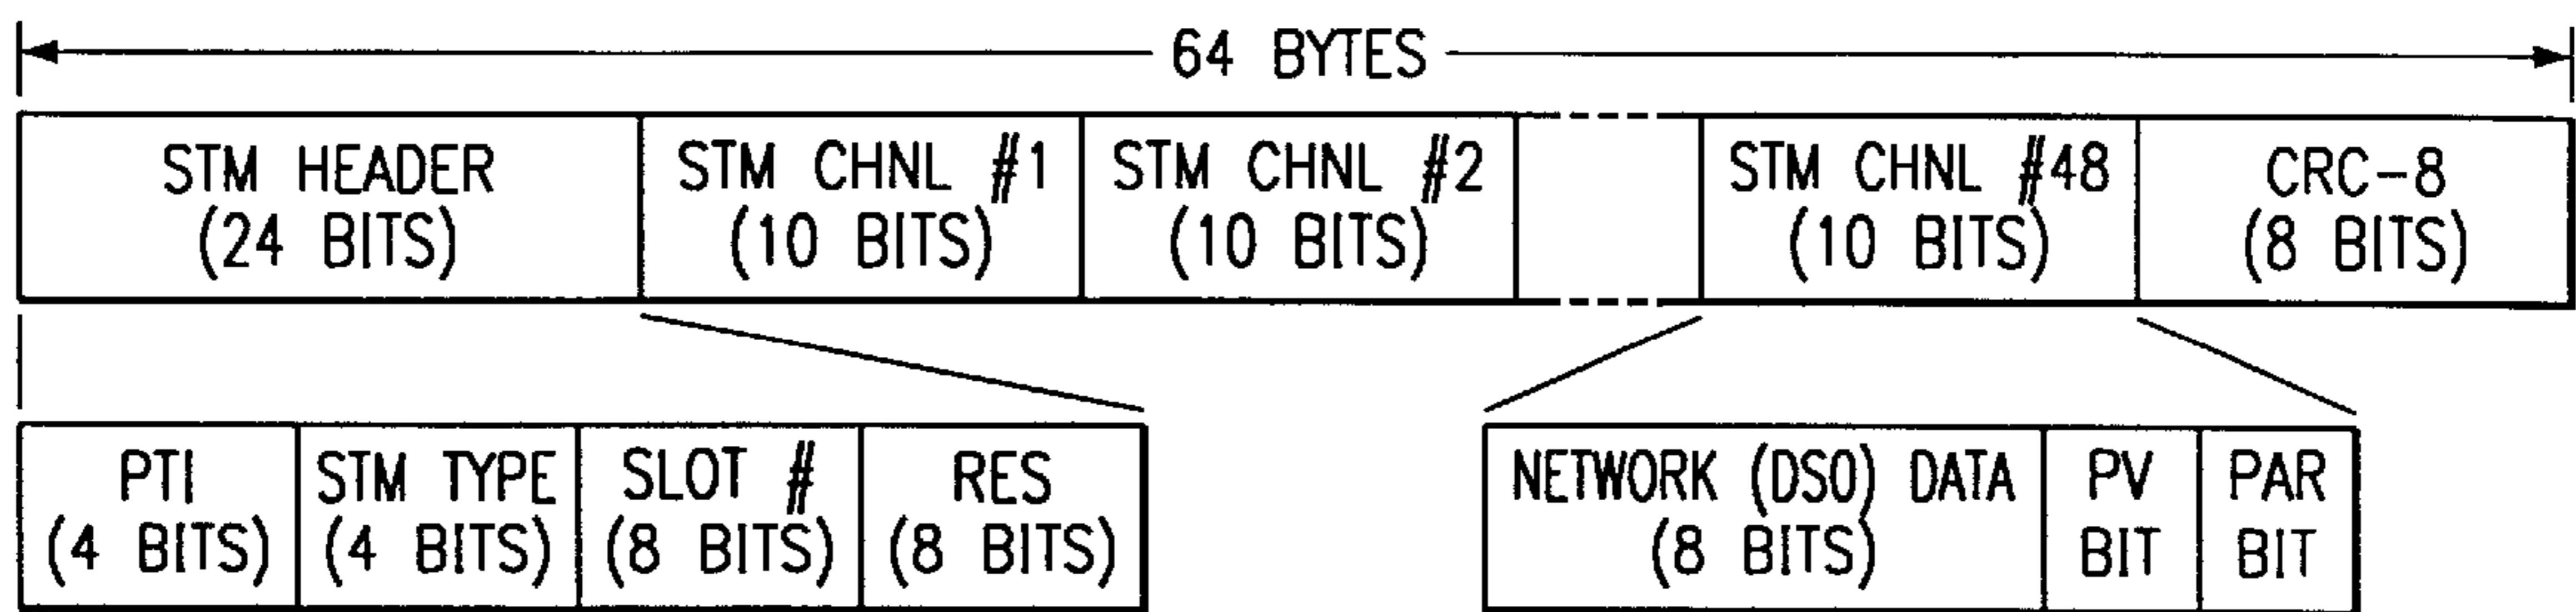 64 BYTES
STM HEADER
(24 BITS)
STM CHNL #1
(10 BITS)
STM CHNL #2
(10 BITS)
STM CHNL #48
(10 BITS)
CRC-8
(8 BITS)
PTI
(4 BITS)
STM TYPE
(4 BITS)
SLOT #
(8 BITS)
RES
(8 BITS)
NETWORK (DS0) DATA
(8 BITS)
PV
BIT
PAR
BIT